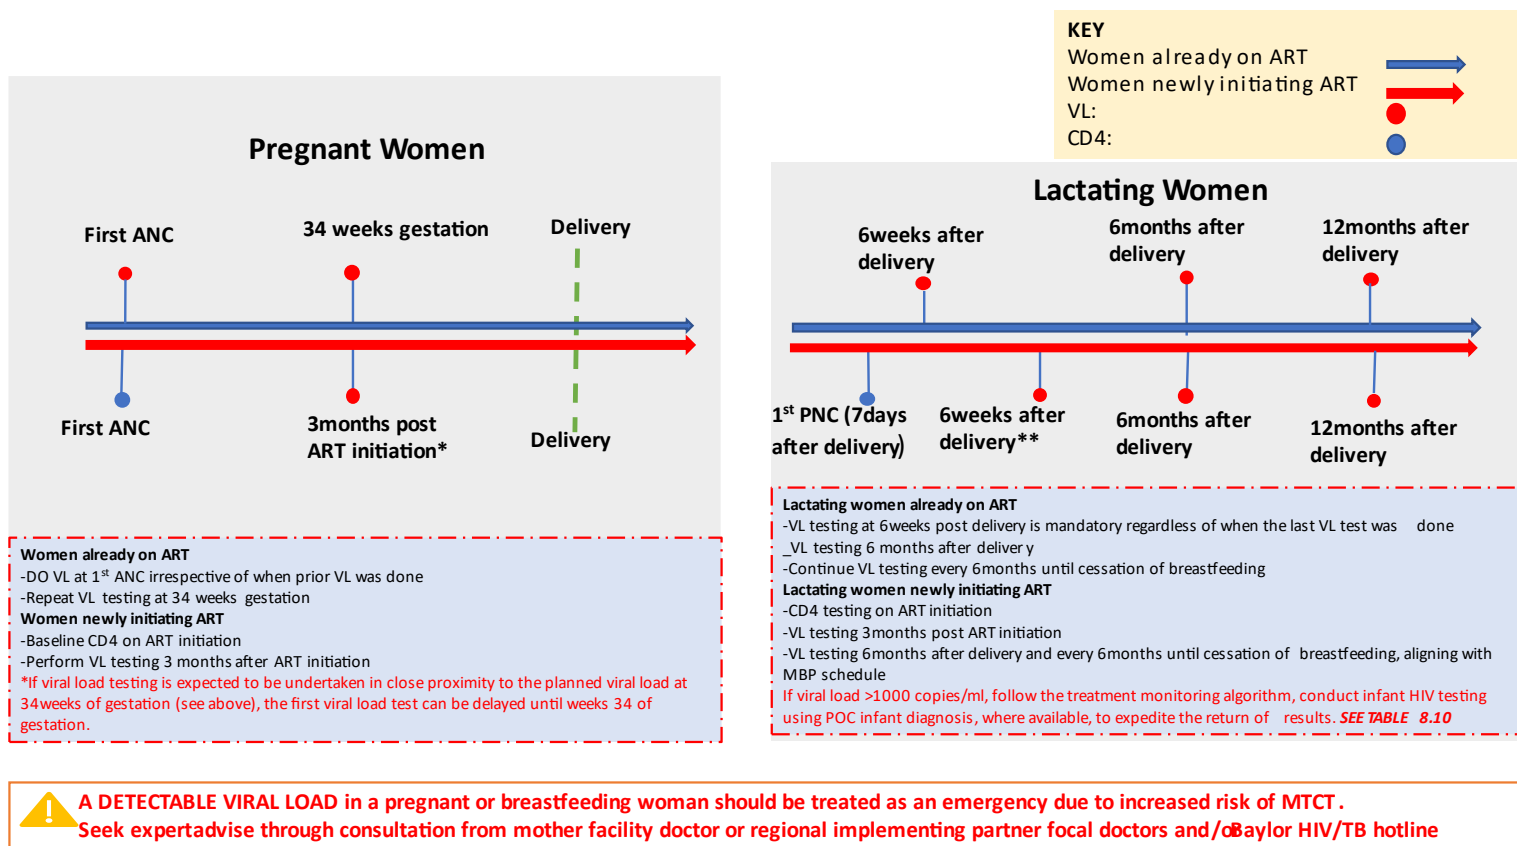 KEY
Women already on ART
Women newly initiating ART
VL:
CD4:
Pregnant Women
First ANC
34 weeks gestation
Delivery
First ANC
3months post
ART initiation*
Delivery
Women already on ART
-DO VL at 1st ANC irrespective of when prior VL was done
-Repeat VL testing at 34 weeks gestation
Women newly initiating ART
-Baseline CD4 on ART initiation
-Perform VL testing 3 months after ART initiation
*If viral load testing is expected to be undertaken in close proximity to the planned viral load at
34weeks of gestation (see above), the first viral load test can be delayed until weeks 34 of
gestation.
Lactating Women
6weeks after
delivery
6months after
delivery
12months after
delivery
1st PNC (7days
after delivery)
6weeks after
delivery**
6months after
delivery
12months after
delivery
Lactating women already on ART
-VL testing at 6weeks post delivery is mandatory regardless of when the last VL test was done
_VL testing 6 months after delivery
-Continue VL testing every 6months until cessation of breastfeeding
Lactating women newly initiating ART
-CD4 testing on ART initiation
-VL testing 3months post ART initiation
-VL testing 6months after delivery and every 6months until cessation of breastfeeding, aligning with
MBP schedule
If viral load >1000 copies/ml, follow the treatment monitoring algorithm, conduct infant HIV testing
using POC infant diagnosis, where available, to expedite the return of results. SEE TABLE 8.10
A DETECTABLE VIRAL LOAD in a pregnant or breastfeeding woman should be treated as an emergency due to increased risk of MTCT.
Seek expertadvise through consultation from mother facility doctor or regional implementing partner focal doctors and/or Baylor HIV/TB hotline